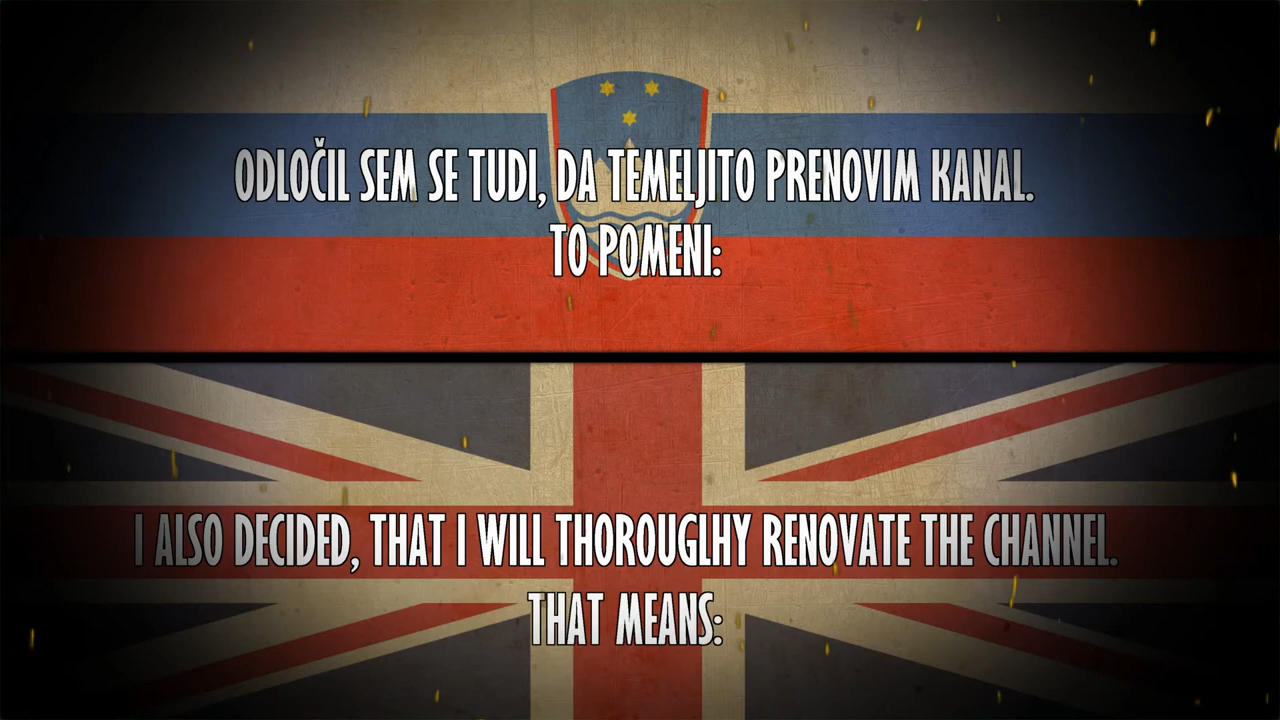 ODLOČIL SEM SE TUDI, DA TEMELJITO PRENOVIM KANAL.
TO POMENI:
I ALSO DECIDED, THAT I WILL THOROUGLHY RENOVATE THE CHANNEL.
THAT MEANS: